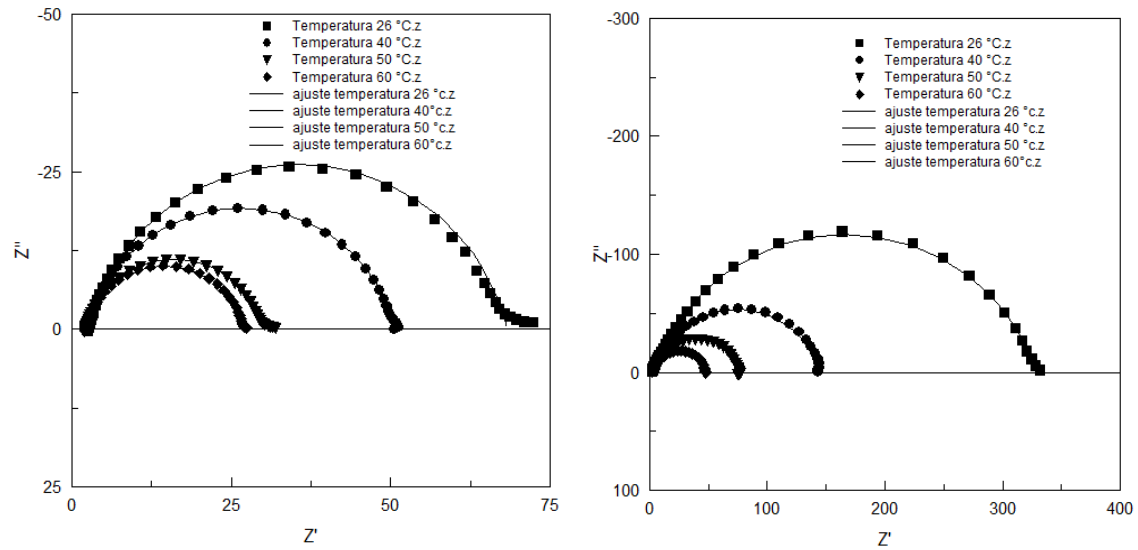 -50
-25
0
25
Z"
0
25
50
75
Z'
Temperatura 26 °C.z
Temperatura 40 °C.z
Temperatura 50 °C.z
Temperatura 60 °C.z
ajuste temperatura 26 °c.z
ajuste temperatura 40°c.z
ajuste temperatura 50 °c.z
ajuste temperatura 60°c.z
-300
-200
-100
0
100
Z"
0
100
200
300
400
Z'
Temperatura 26 °C.z
Temperatura 40 °C.z
Temperatura 50 °C.z
Temperatura 60 °C.z
ajuste temperatura 26 °c.z
ajuste temperatura 40 °c.z
ajuste temperatura 50 °c.z
ajuste temperatura 60°c.z